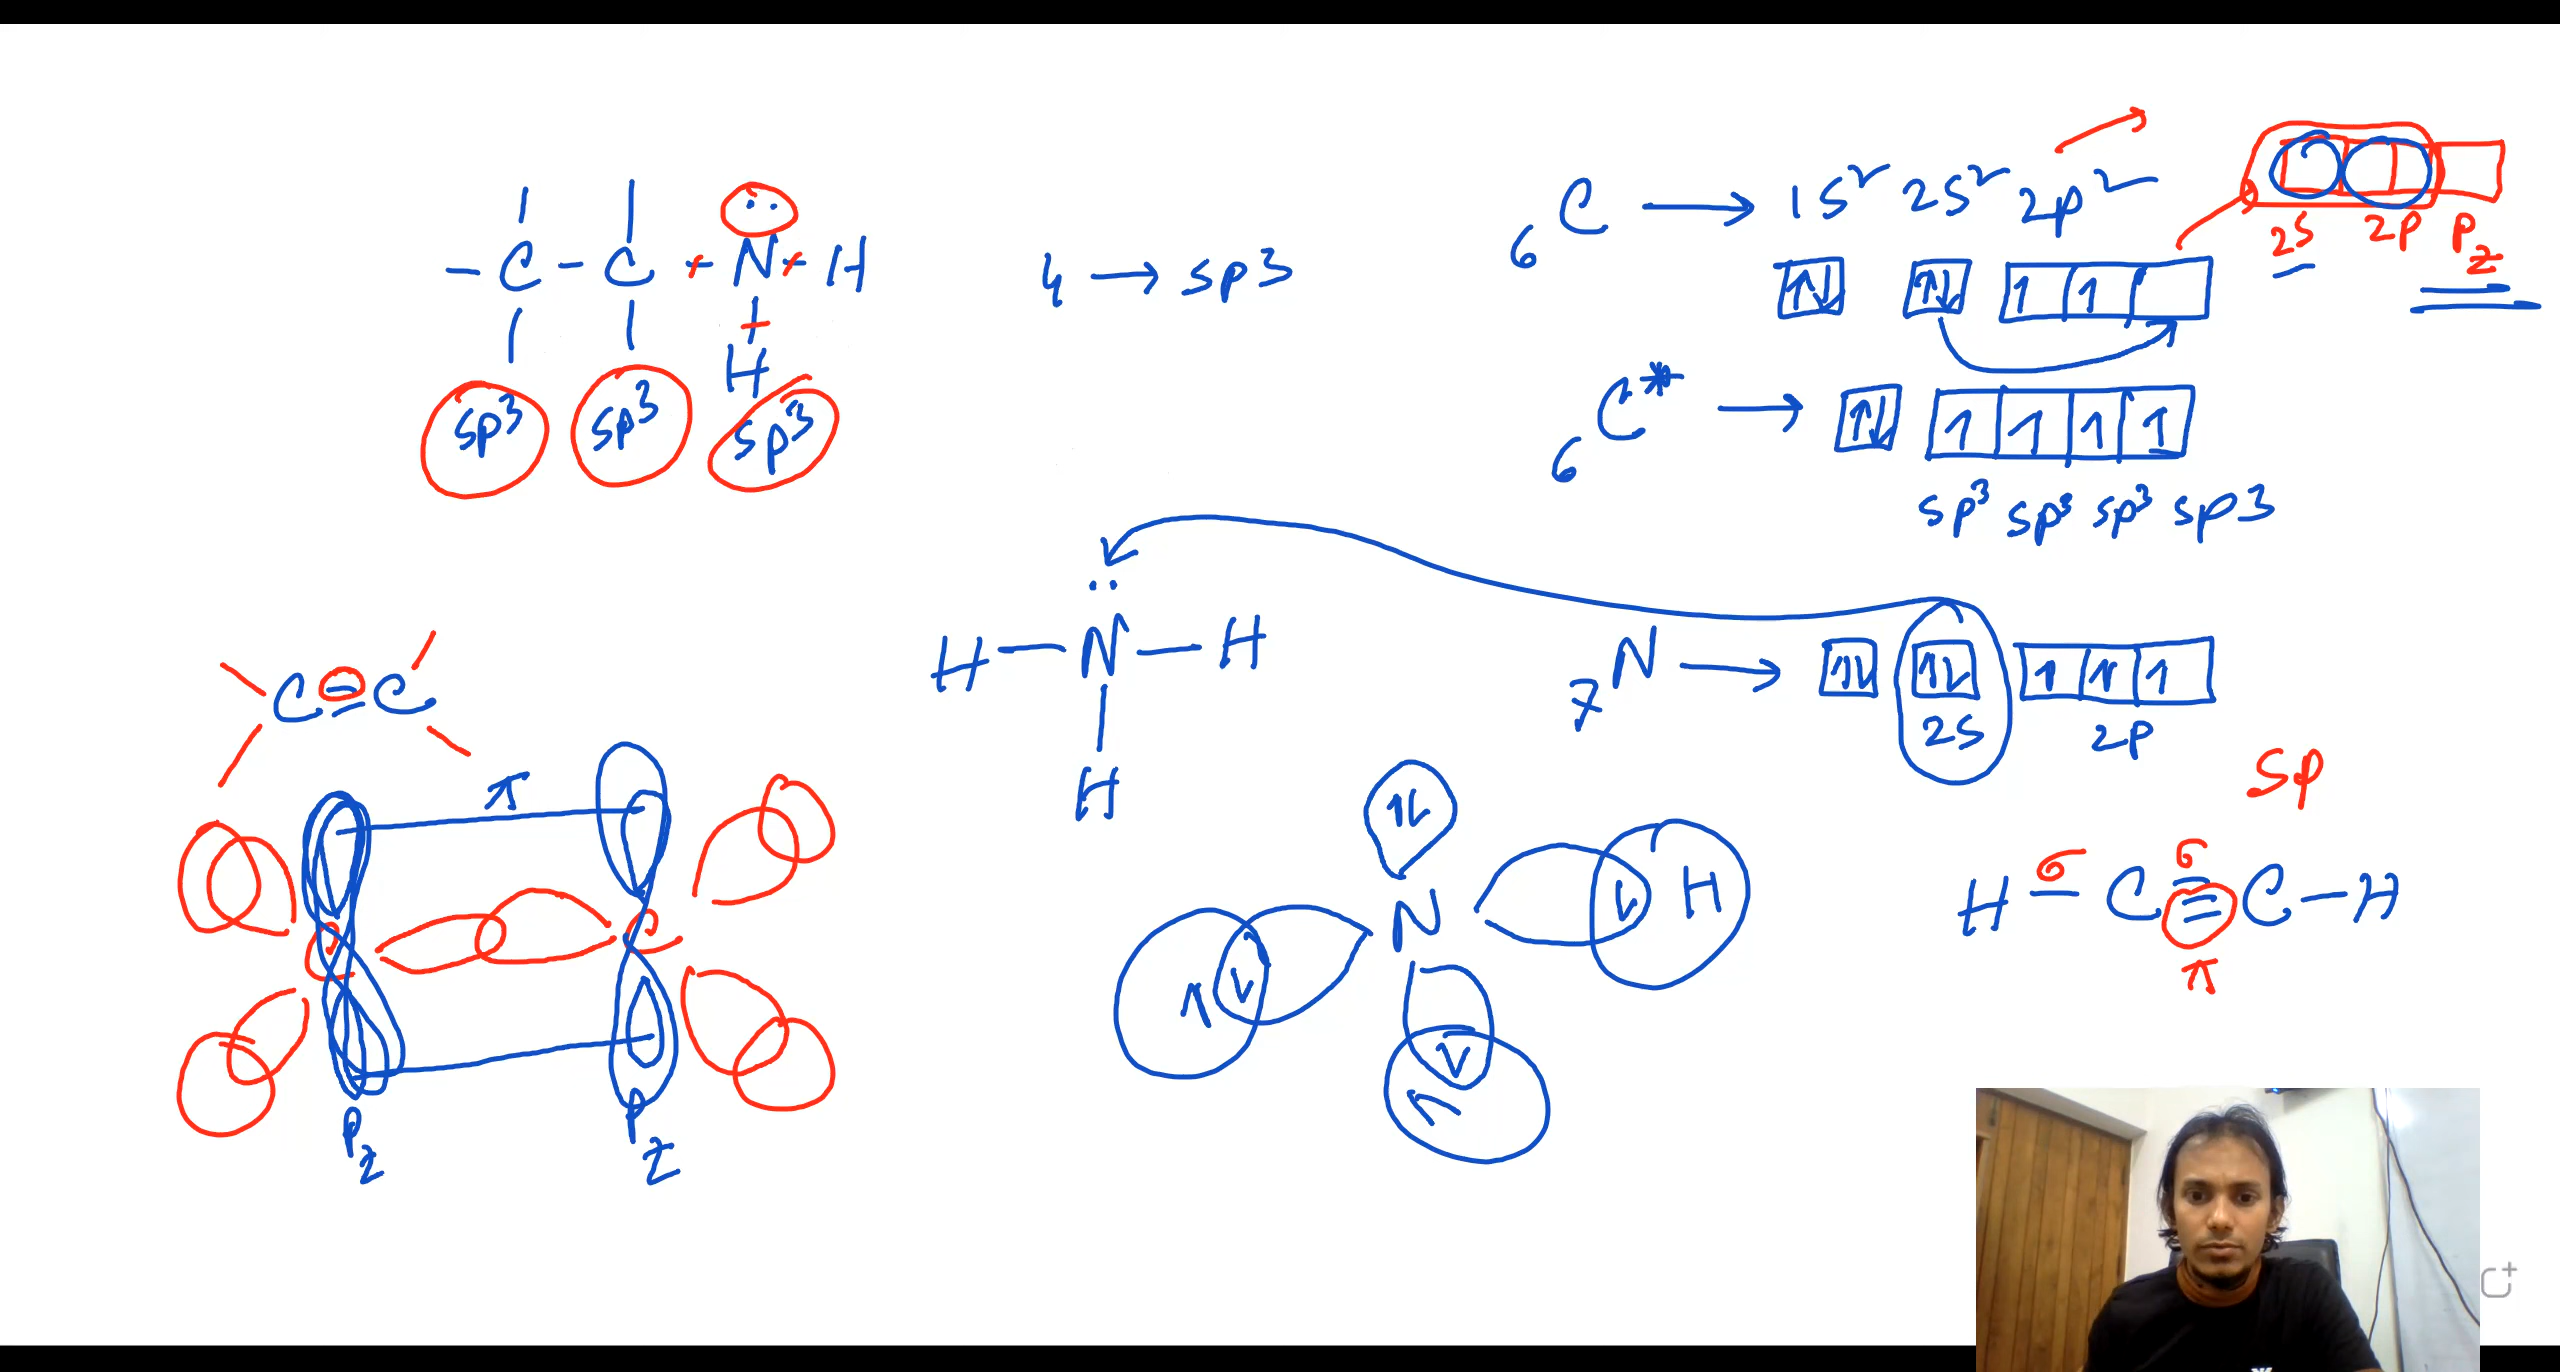 – C – C – N – H
H
sp³ sp³ sp³
4 → sp3
₆C → 1s² 2s² 2p²
2s 2p Pz
↑↓ ↑↓ ↑ ↑
₆C* → ↑↓ ↑ ↑ ↑ ↑
sp³ sp³ sp³ sp3
H – N – H
H
₇N → ↑↓ ↑↓ ↑ ↑ ↑
2s 2p
C = C
π
C C
Pz Pz
↑↓
N H
sp
σ σ
H – C ≡ C – H
π